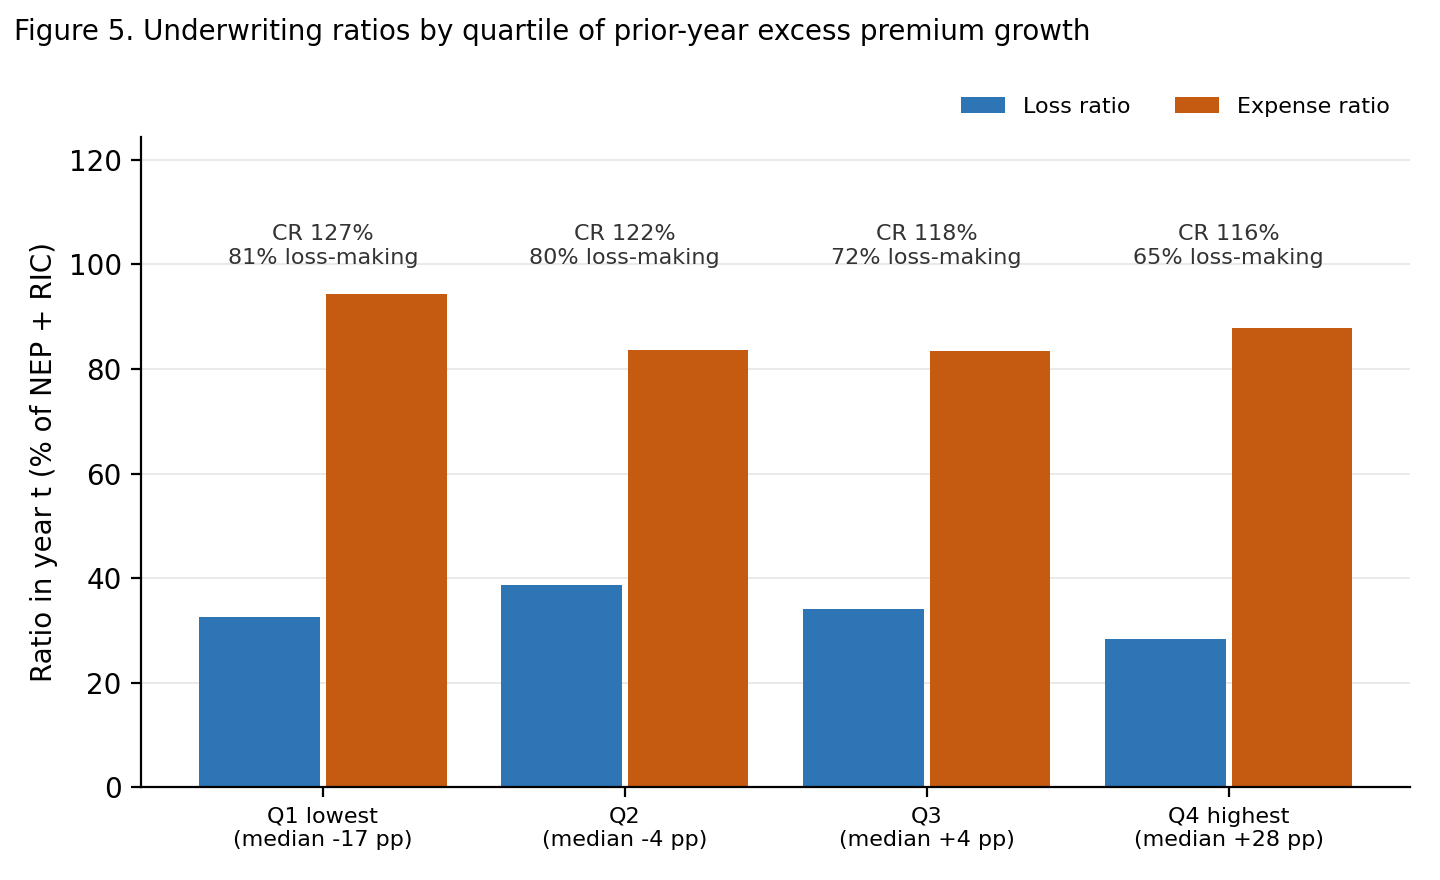 Figure 5. Underwriting ratios by quartile of prior-year excess premium growth
Loss ratio
Expense ratio
Ratio in year t (% of NEP + RIC)
120
100
80
60
40
20
0
CR 127%
81% loss-making
CR 122%
80% loss-making
CR 118%
72% loss-making
CR 116%
65% loss-making
Q1 lowest
(median -17 pp)
Q2
(median -4 pp)
Q3
(median +4 pp)
Q4 highest
(median +28 pp)